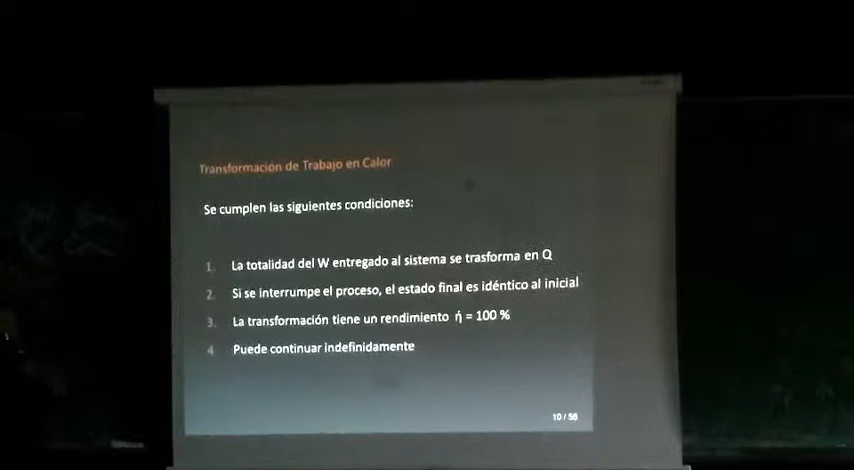 Transformación de Trabajo en Calor
Se cumplen las siguientes condiciones:
1. La totalidad del W entregado al sistema se trasforma en Q
2. Si se interrumpe el proceso, el estado final es idéntico al inicial
3. La transformación tiene un rendimiento ή = 100 %
4. Puede continuar indefinidamente
10 / 58